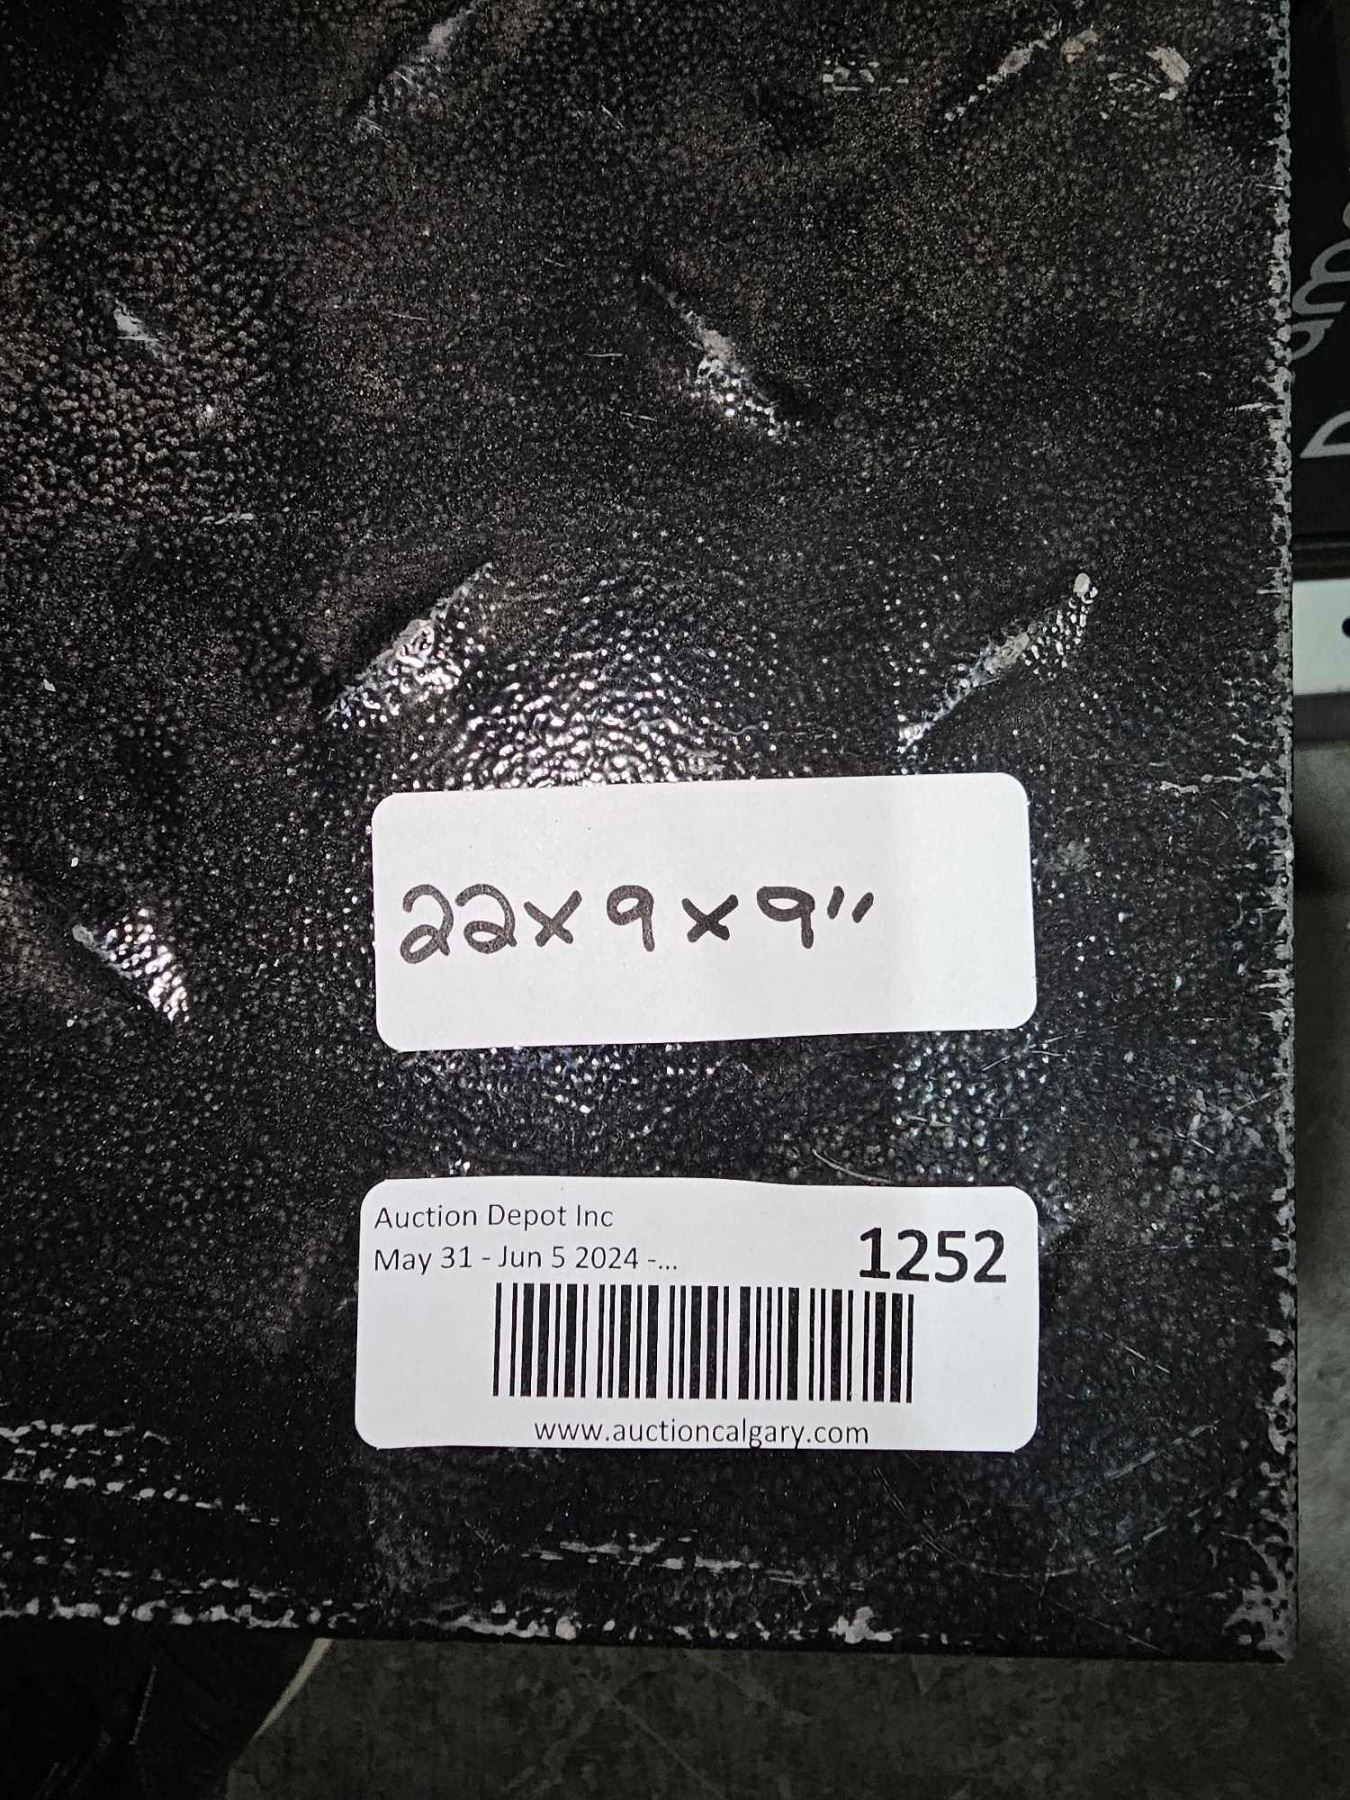 22x9x9"
Auction Depot Inc
May 31 - Jun 5 2024 -...
1252
www.auctioncalgary.com